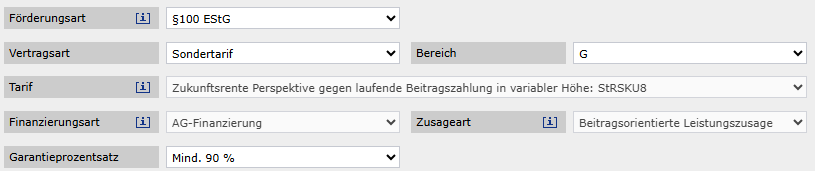 Förderungsart i §100 EStG
Vertragsart Sondertarif Bereich G
Tarif i Zukunftsrente Perspektive gegen laufende Beitragszahlung in variabler Höhe: StRSKU8
Finanzierungsart i AG-Finanzierung Zusageart i Beitragsorientierte Leistungszusage
Garantieprozentsatz Mind. 90 %